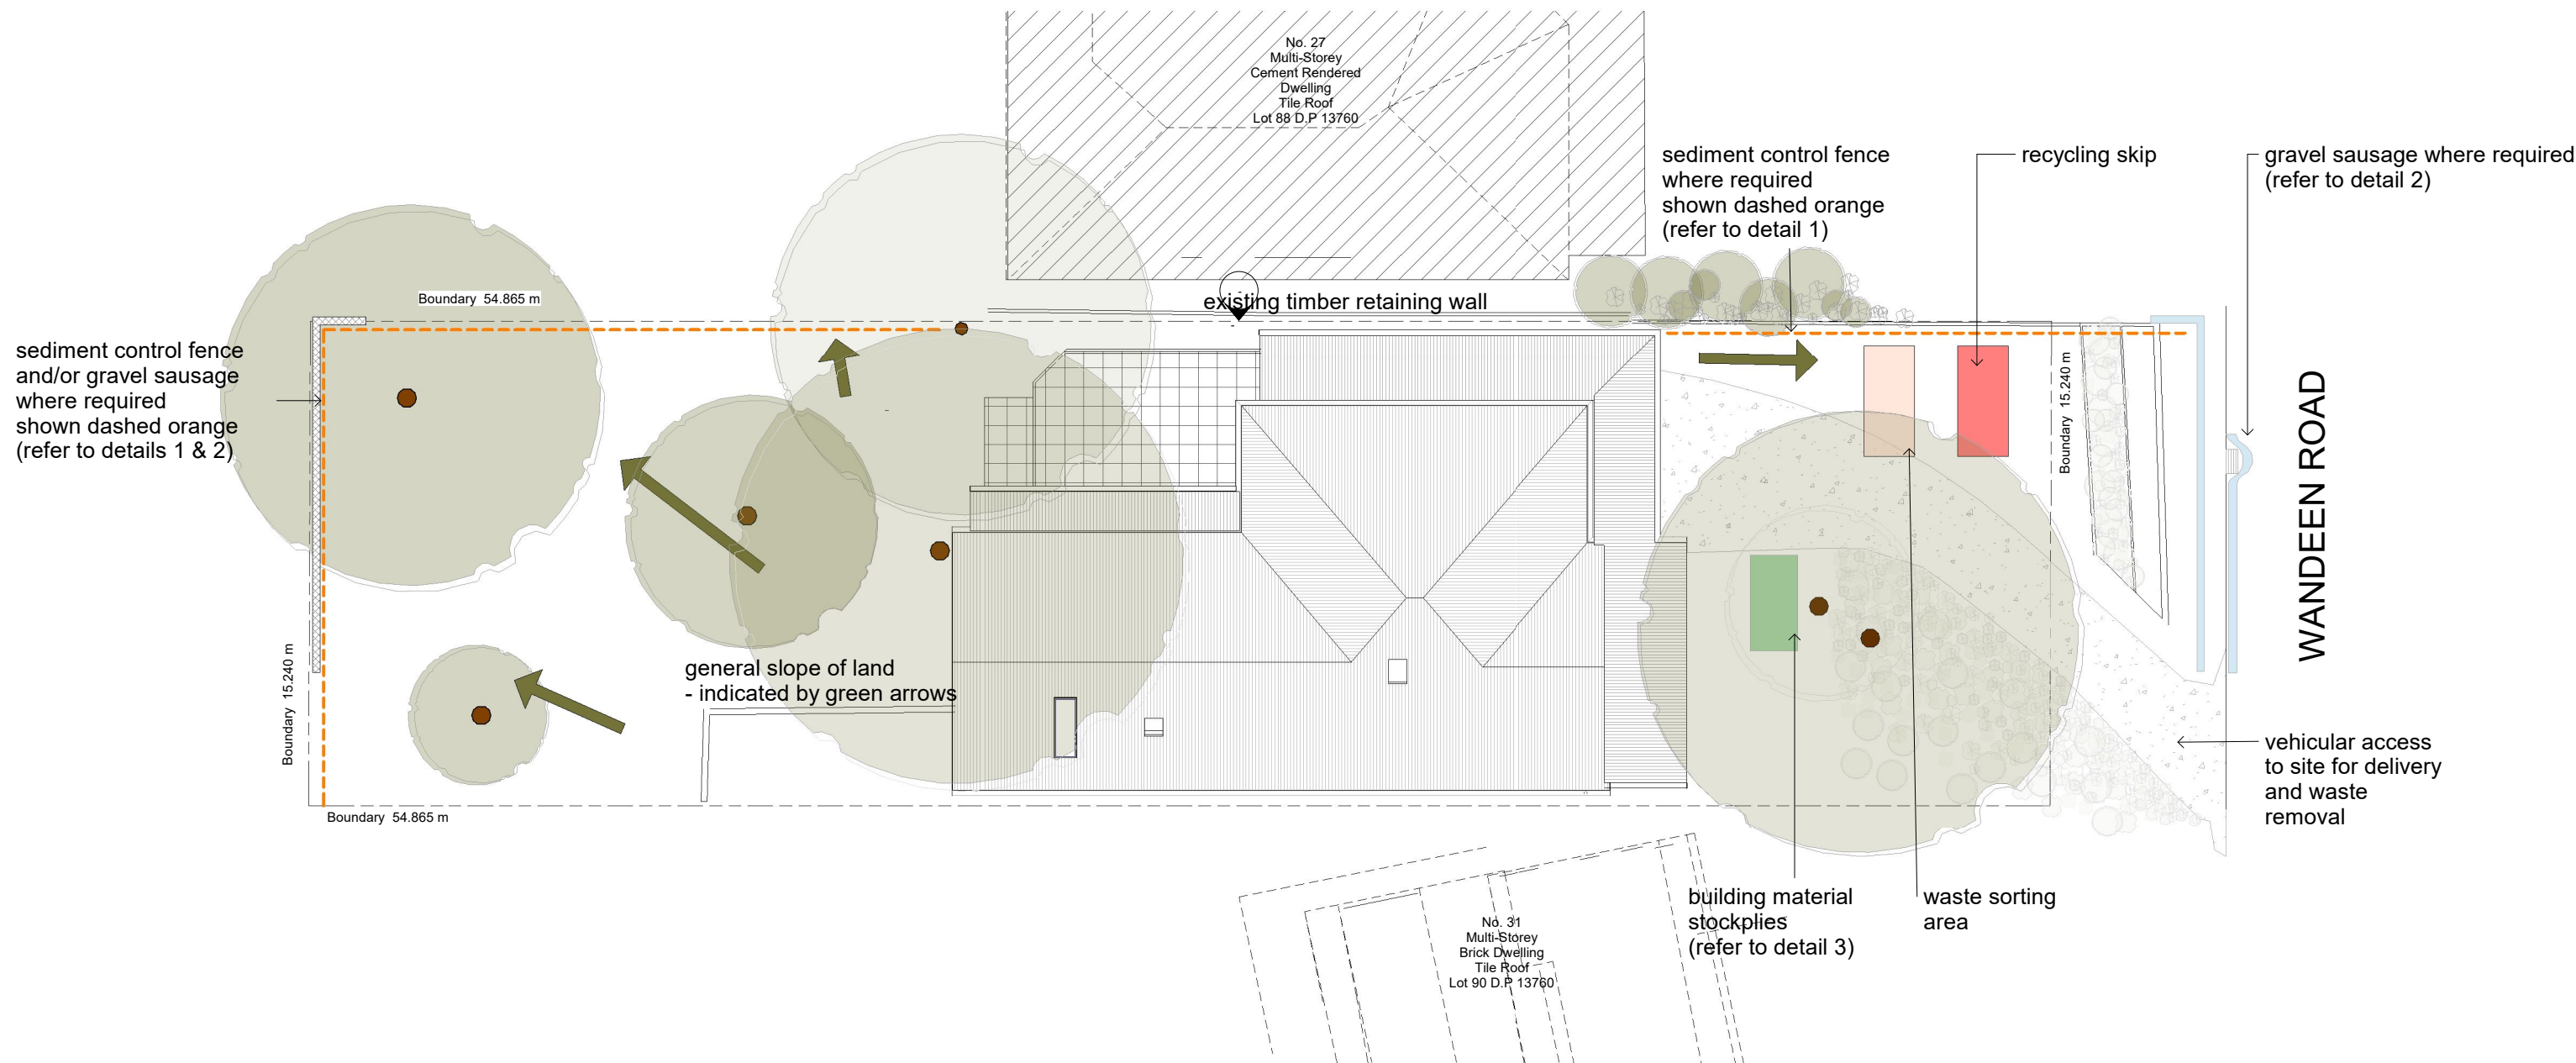 No. 27
Multi-Storey
Cement Rendered
Dwelling
Tile Roof
Lot 88 D.P 13760
sediment control fence
where required
shown dashed orange
(refer to detail 1)
recycling skip
gravel sausage where required
(refer to detail 2)
Boundary 54.865 m
existing timber retaining wall
sediment control fence
and/or gravel sausage
where required
shown dashed orange
(refer to details 1 & 2)
Boundary 15.240 m
WANDEEN ROAD
general slope of land
- indicated by green arrows
Boundary 15.240 m
Boundary 54.865 m
vehicular access
to site for delivery
and waste
removal
building material
stockplies
(refer to detail 3)
waste sorting
area
No. 31
Multi-Storey
Brick Dwelling
Tile Roof
Lot 90 D.P 13760